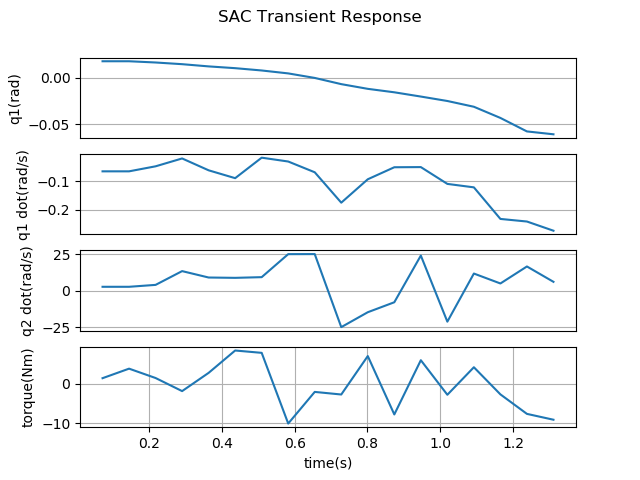 SAC Transient Response
q1(rad)
0.00
−0.05
q1 dot(rad/s)
−0.1
−0.2
q2 dot(rad/s)
25
0
−25
torque(Nm)
0
−10
0.2 0.4 0.6 0.8 1.0 1.2
time(s)